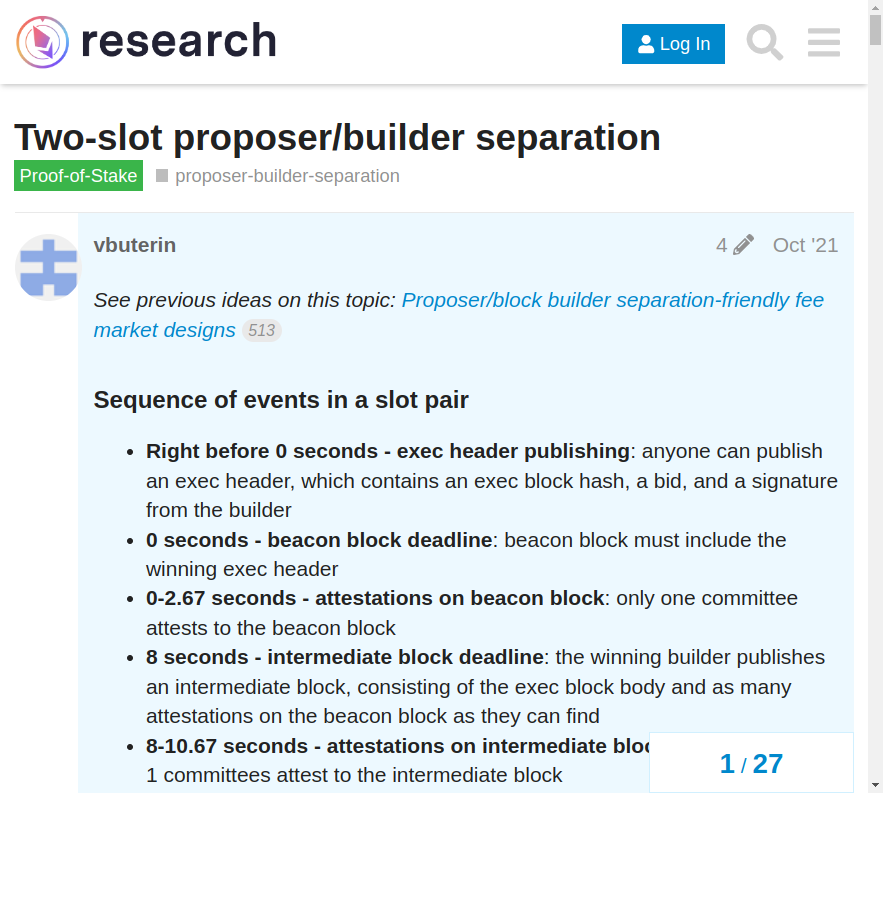 research
Log In
Two-slot proposer/builder separation
Proof-of-Stake proposer-builder-separation
vbuterin 4 Oct '21
See previous ideas on this topic: Proposer/block builder separation-friendly fee
market designs 513
Sequence of events in a slot pair
• Right before 0 seconds - exec header publishing: anyone can publish
an exec header, which contains an exec block hash, a bid, and a signature
from the builder
• 0 seconds - beacon block deadline: beacon block must include the
winning exec header
• 0-2.67 seconds - attestations on beacon block: only one committee
attests to the beacon block
• 8 seconds - intermediate block deadline: the winning builder publishes
an intermediate block, consisting of the exec block body and as many
attestations on the beacon block as they can find
• 8-10.67 seconds - attestations on intermediate
1 committees attest to the intermediate block
1 / 27